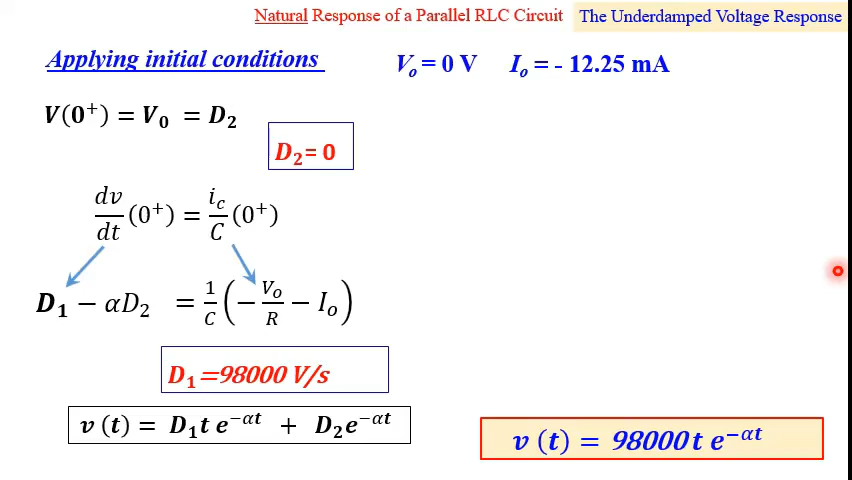 Natural Response of a Parallel RLC Circuit
The Underdamped Voltage Response
Applying initial conditions
Vₒ = 0 V Iₒ = - 12.25 mA
V(0⁺) = V₀ = D₂
D₂ = 0
dv/dt (0⁺) = i_c/C (0⁺)
D₁ − αD₂ = 1/C (− Vₒ/R − Iₒ)
D₁ =98000 V/s
v (t) = D₁ t e^{−αt} + D₂e^{−αt}
v (t) = 98000 t e^{−αt}